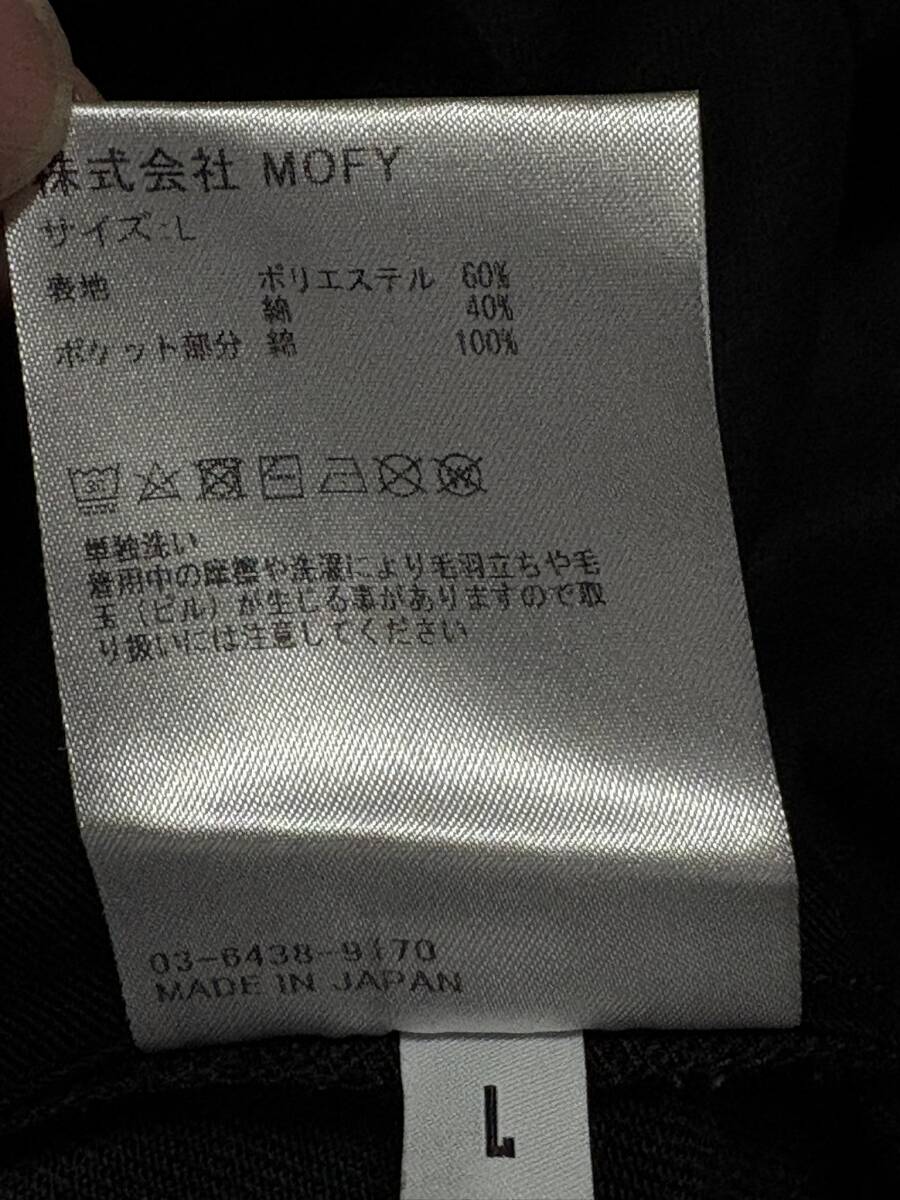 株式会社 MOFY
サイズ:L
表地 ポリエステル 60%
綿 40%
ポケット部分 綿 100%
単独洗い
着用中の摩擦や洗濯により毛羽立ちや毛
玉（ピル）が生じる事がありますので取
り扱いには注意してください
03-6438-9170
MADE IN JAPAN
L